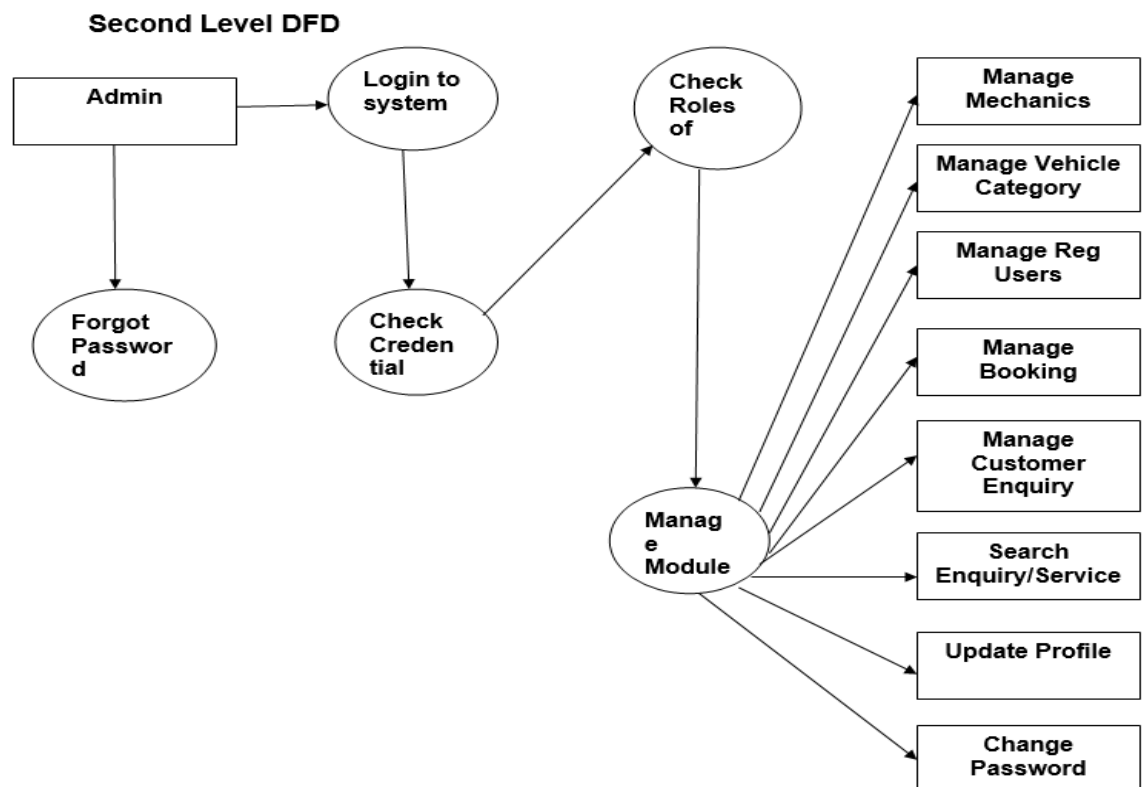 Second Level DFD
Admin
Login to
system
Check
Roles
of
Manage
Mechanics
Manage Vehicle
Category
Manage Reg
Users
Forgot
Passwor
d
Check
Creden
tial
Manage
Booking
Manage
Customer
Enquiry
Manag
e
Module
Search
Enquiry/Service
Update Profile
Change
Password